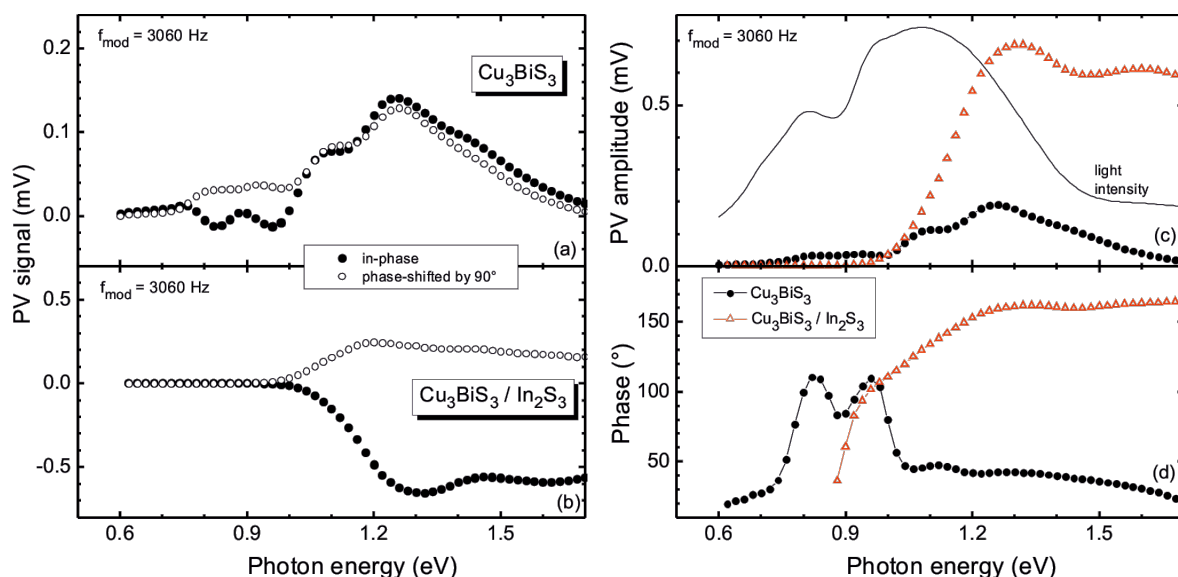 f_mod = 3060 Hz
Cu₃BiS₃
0.2
0.1
0.0
(a)
in-phase
phase-shifted by 90°
PV signal (mV)
f_mod = 3060 Hz
Cu₃BiS₃ / In₂S₃
0.5
0.0
-0.5
(b)
0.6 0.9 1.2 1.5
Photon energy (eV)
f_mod = 3060 Hz
PV amplitude (mV)
0.5
0.0
light
intensity
(c)
Cu₃BiS₃
Cu₃BiS₃ / In₂S₃
Phase (°)
150
100
50
(d)
0.6 0.9 1.2 1.5
Photon energy (eV)